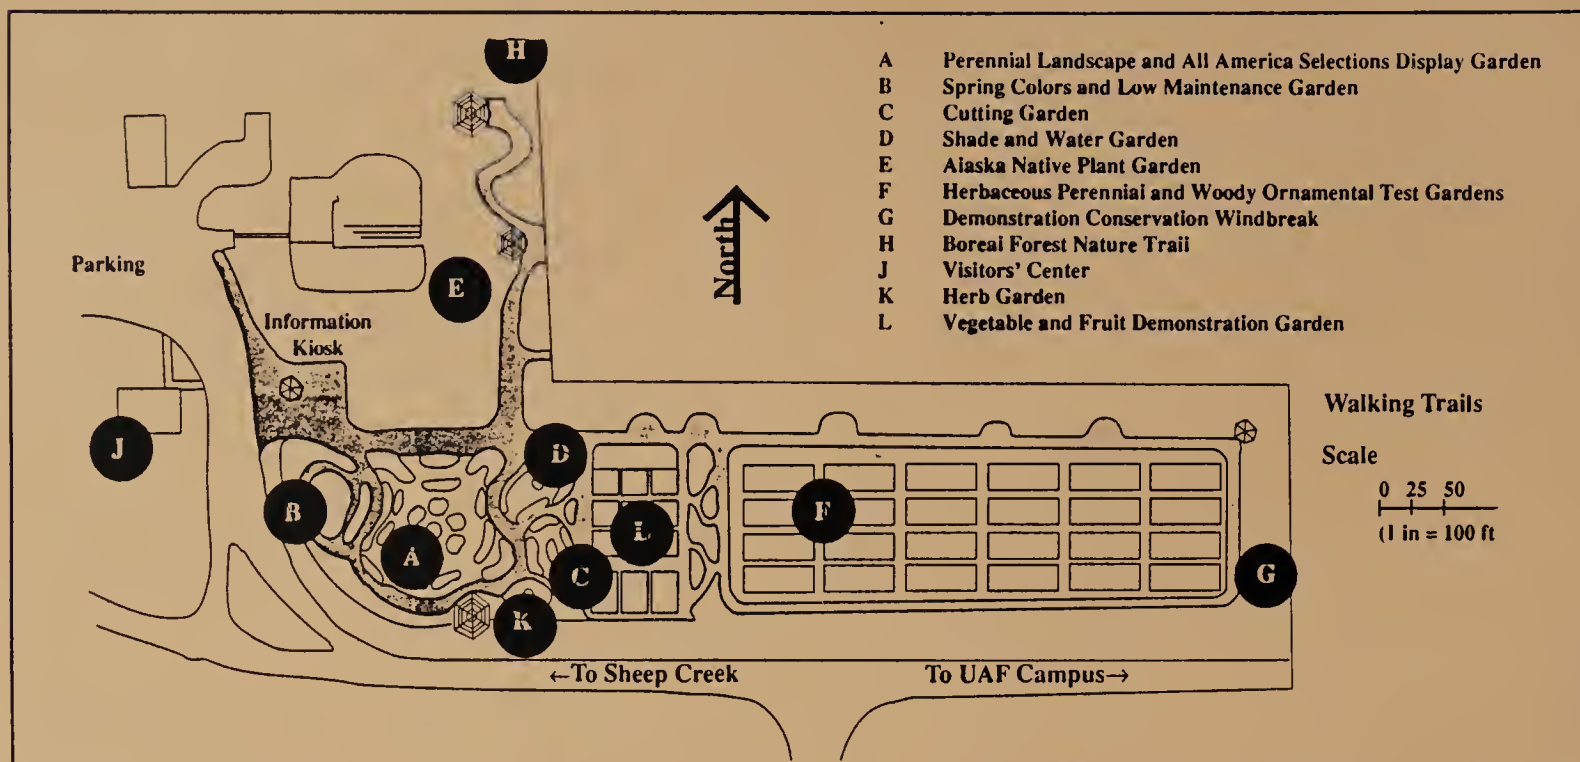 H
A Perennial Landscape and All America Selections Display Garden
B Spring Colors and Low Maintenance Garden
C Cutting Garden
D Shade and Water Garden
E Alaska Native Plant Garden
F Herbaceous Perennial and Woody Ornamental Test Gardens
G Demonstration Conservation Windbreak
H Boreal Forest Nature Trail
J Visitors' Center
K Herb Garden
L Vegetable and Fruit Demonstration Garden
North
Parking
E
Information
Kiosk
J
B
A
D
C
K
L
F
G
Walking Trails
Scale
0 25 50
(1 in = 100 ft
←To Sheep Creek
To UAF Campus→